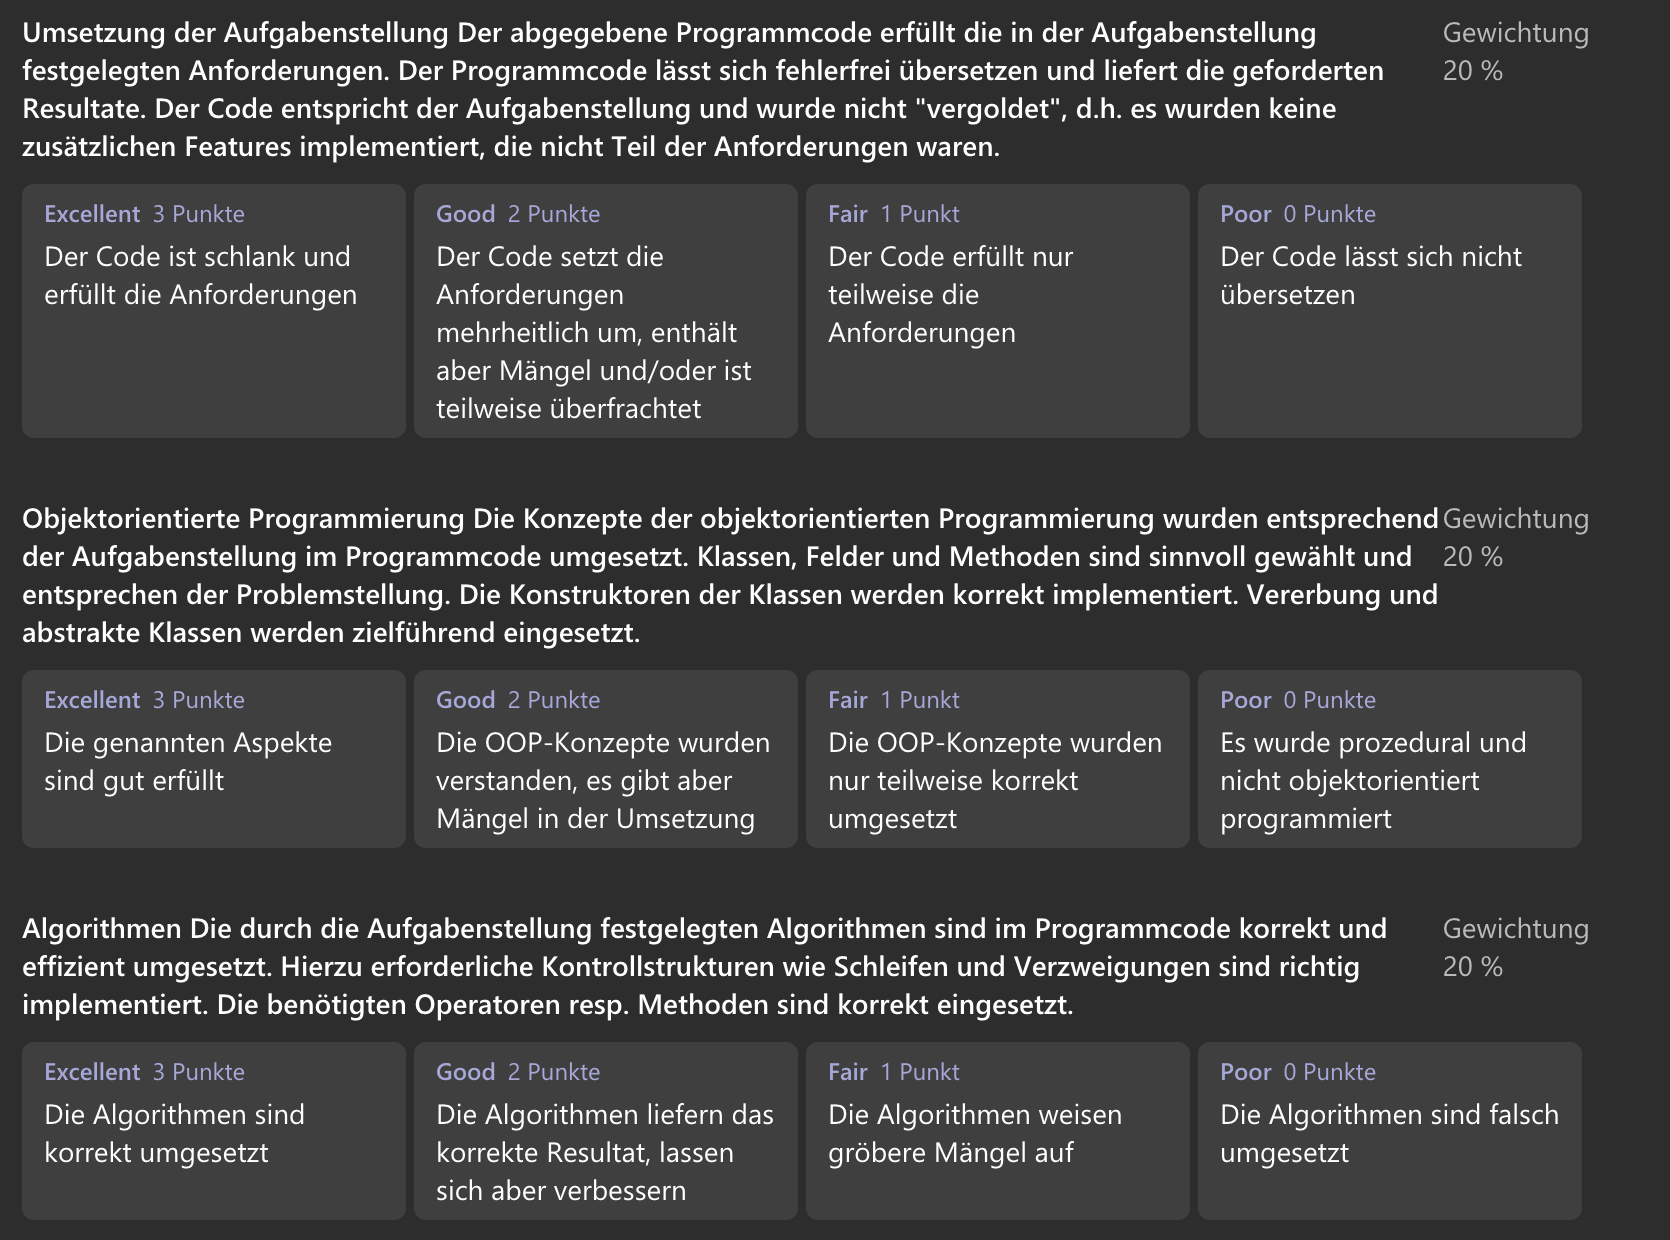 Umsetzung der Aufgabenstellung Der abgegebene Programmcode erfüllt die in der Aufgabenstellung
festgelegten Anforderungen. Der Programmcode lässt sich fehlerfrei übersetzen und liefert die geforderten
Resultate. Der Code entspricht der Aufgabenstellung und wurde nicht "vergoldet", d.h. es wurden keine
zusätzlichen Features implementiert, die nicht Teil der Anforderungen waren.
Gewichtung
20 %
Excellent 3 Punkte
Der Code ist schlank und
erfüllt die Anforderungen
Good 2 Punkte
Der Code setzt die
Anforderungen
mehrheitlich um, enthält
aber Mängel und/oder ist
teilweise überfrachtet
Fair 1 Punkt
Der Code erfüllt nur
teilweise die
Anforderungen
Poor 0 Punkte
Der Code lässt sich nicht
übersetzen
Objektorientierte Programmierung Die Konzepte der objektorientierten Programmierung wurden entsprechend
der Aufgabenstellung im Programmcode umgesetzt. Klassen, Felder und Methoden sind sinnvoll gewählt und
entsprechen der Problemstellung. Die Konstruktoren der Klassen werden korrekt implementiert. Vererbung und
abstrakte Klassen werden zielführend eingesetzt.
Gewichtung
20 %
Excellent 3 Punkte
Die genannten Aspekte
sind gut erfüllt
Good 2 Punkte
Die OOP-Konzepte wurden
verstanden, es gibt aber
Mängel in der Umsetzung
Fair 1 Punkt
Die OOP-Konzepte wurden
nur teilweise korrekt
umgesetzt
Poor 0 Punkte
Es wurde prozedural und
nicht objektorientiert
programmiert
Algorithmen Die durch die Aufgabenstellung festgelegten Algorithmen sind im Programmcode korrekt und
effizient umgesetzt. Hierzu erforderliche Kontrollstrukturen wie Schleifen und Verzweigungen sind richtig
implementiert. Die benötigten Operatoren resp. Methoden sind korrekt eingesetzt.
Gewichtung
20 %
Excellent 3 Punkte
Die Algorithmen sind
korrekt umgesetzt
Good 2 Punkte
Die Algorithmen liefern das
korrekte Resultat, lassen
sich aber verbessern
Fair 1 Punkt
Die Algorithmen weisen
gröbere Mängel auf
Poor 0 Punkte
Die Algorithmen sind falsch
umgesetzt